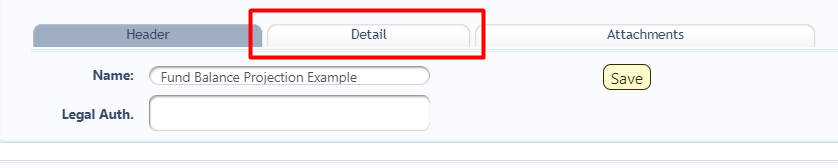 Header Detail Attachments
Name: Fund Balance Projection Example Save
Legal Auth.